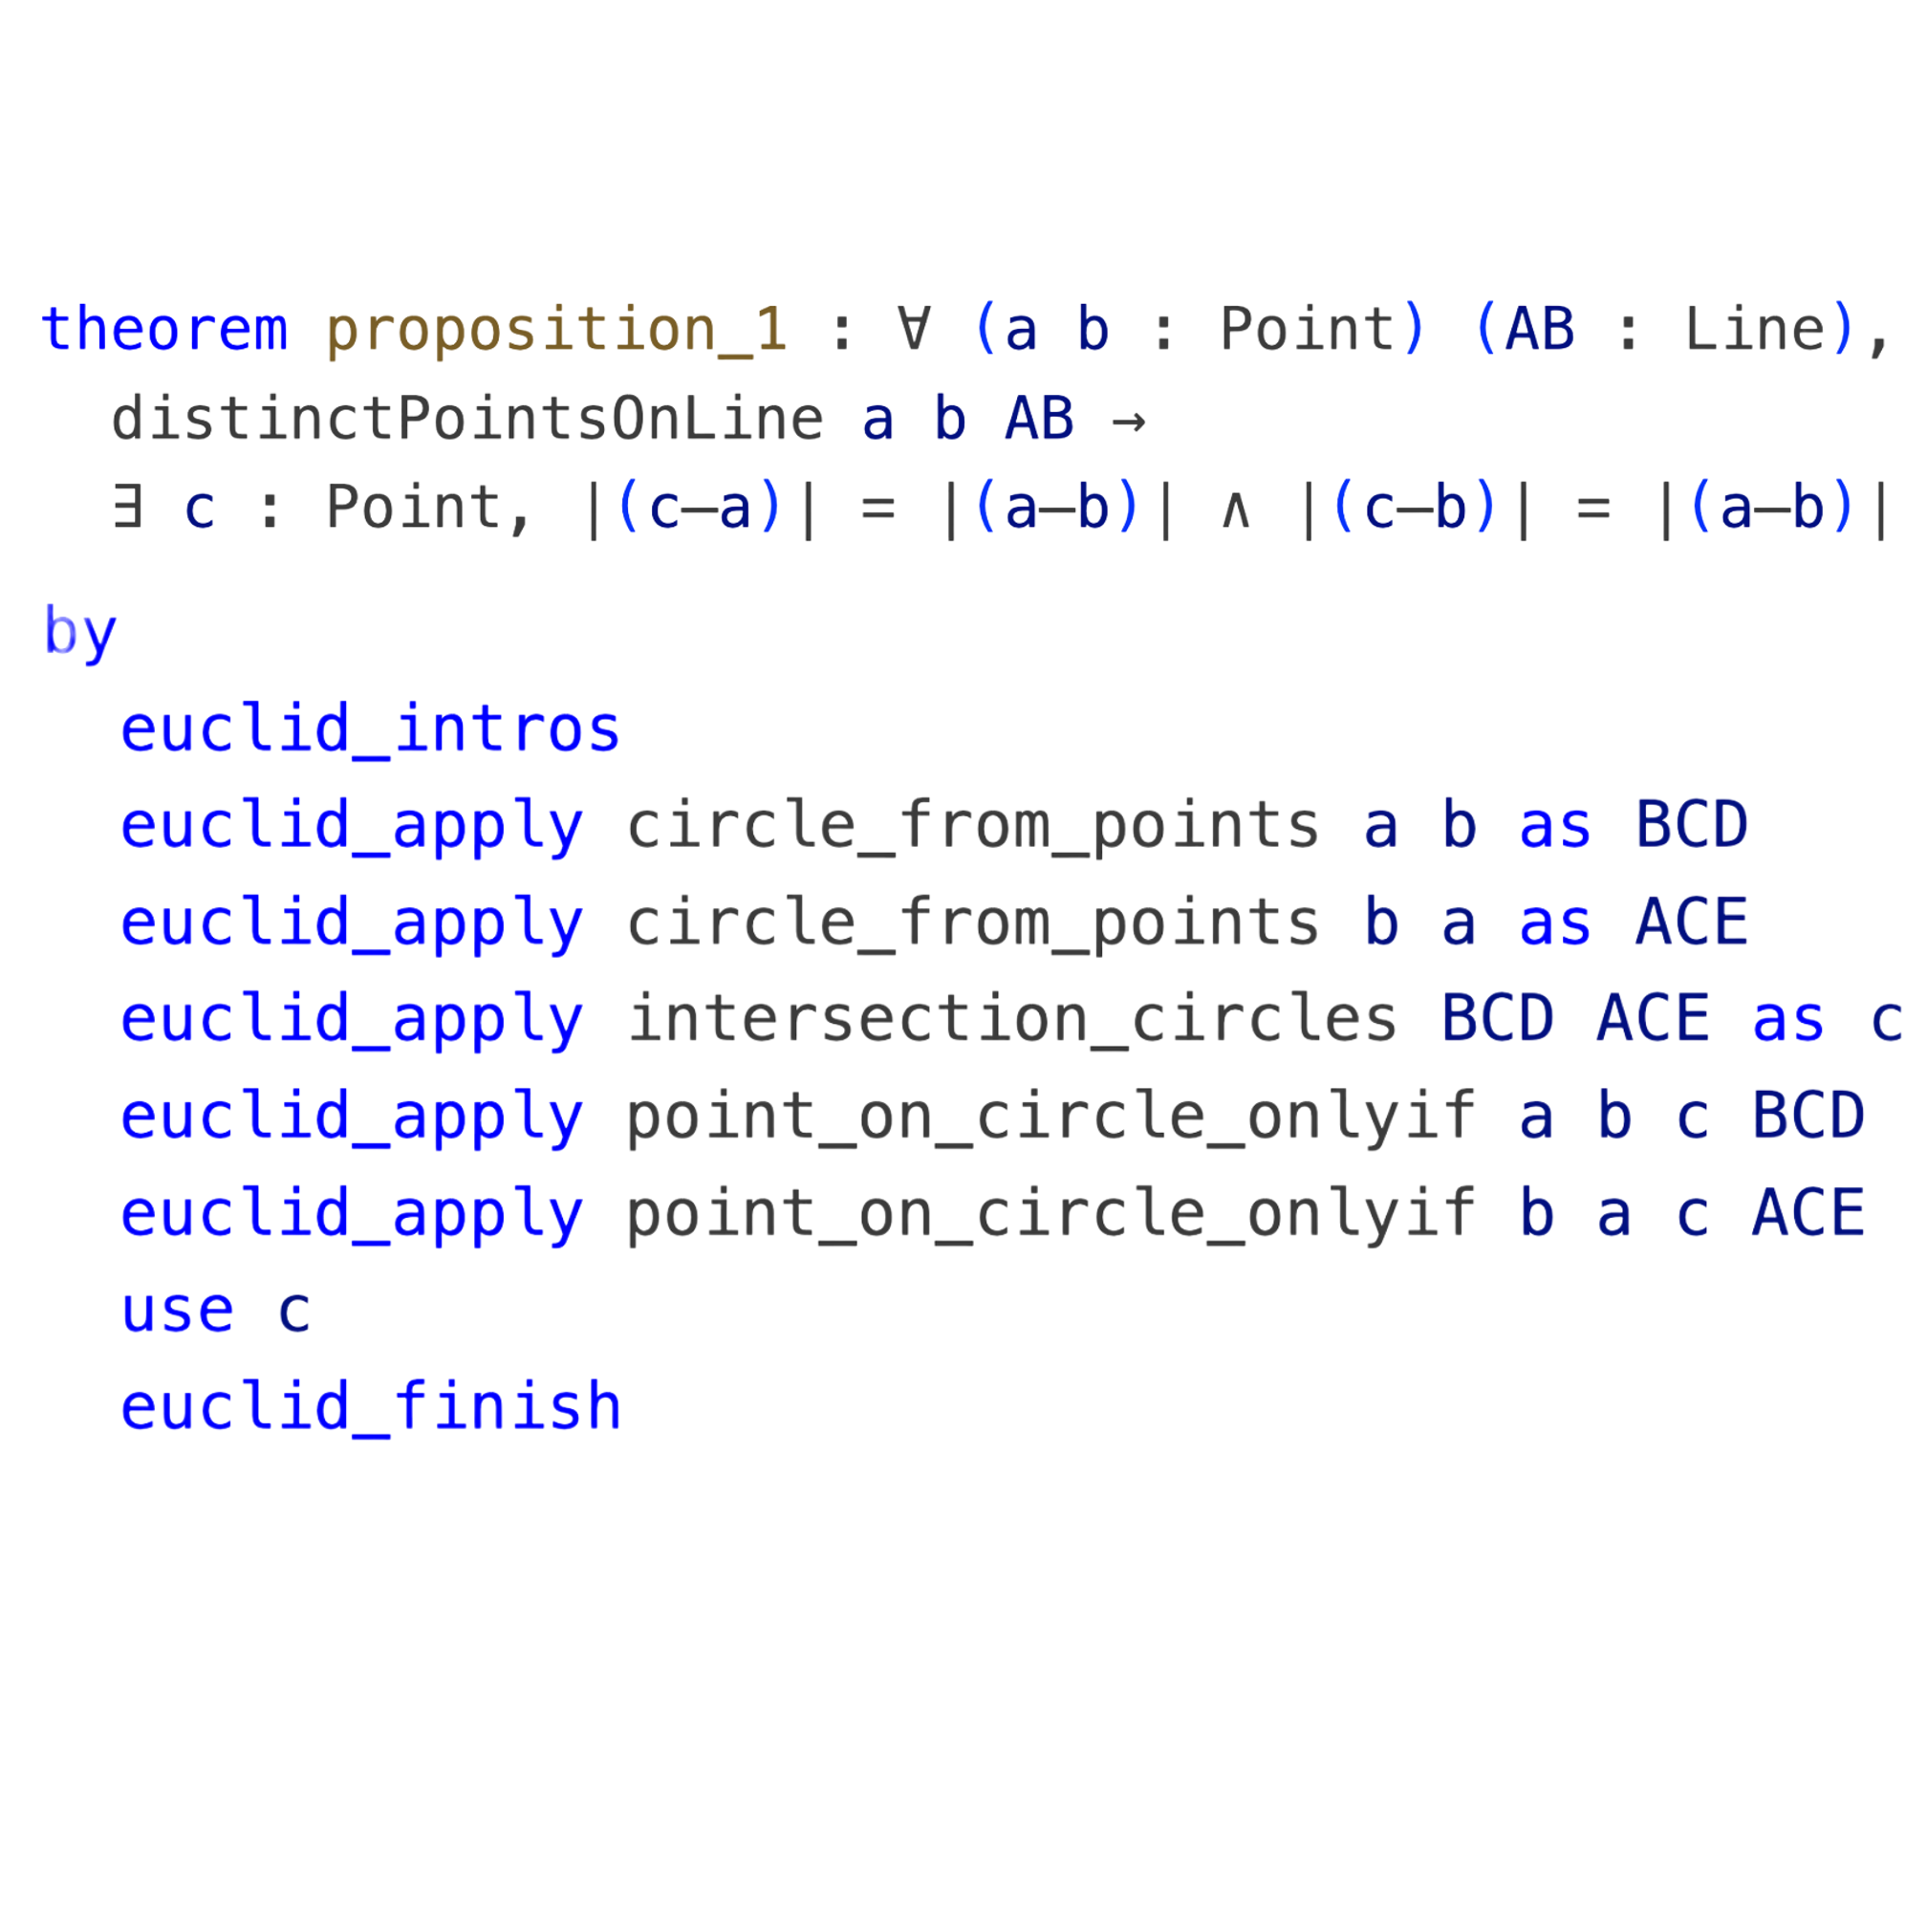 theorem proposition_1 : ∀ (a b : Point) (AB : Line),
distinctPointsOnLine a b AB →
∃ c : Point, |(c─a)| = |(a─b)| ∧ |(c─b)| = |(a─b)|
by
euclid_intros
euclid_apply circle_from_points a b as BCD
euclid_apply circle_from_points b a as ACE
euclid_apply intersection_circles BCD ACE as c
euclid_apply point_on_circle_onlyif a b c BCD
euclid_apply point_on_circle_onlyif b a c ACE
use c
euclid_finish